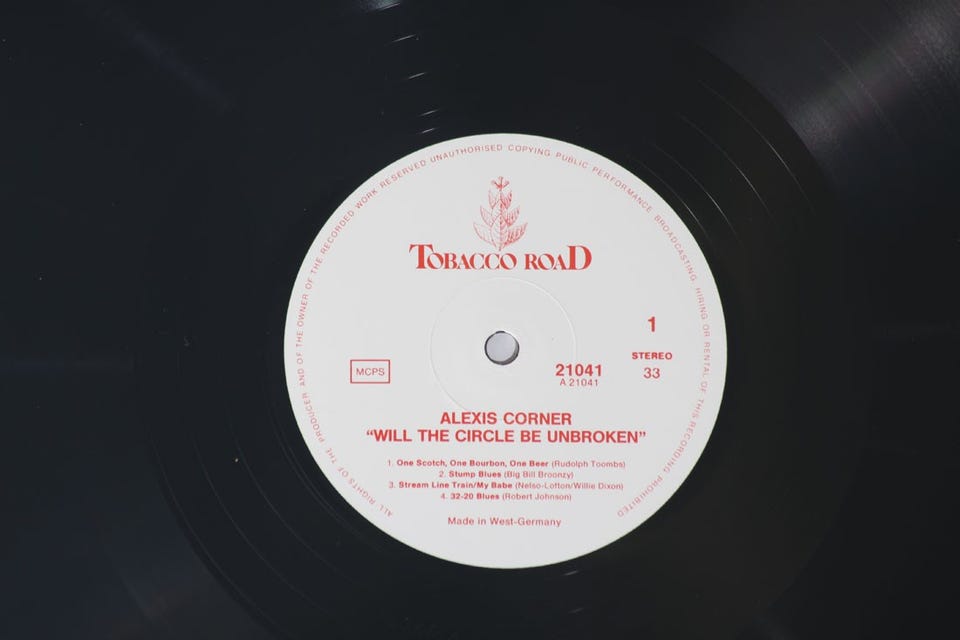 ALL RIGHTS OF THE PRODUCER AND OF THE OWNER OF THE RECORDED WORK RESERVED UNAUTHORISED COPYING PUBLIC PERFORMANCE BROADCASTING HIRING OR RENTAL OF THIS RECORDING PROHIBITED
TOBACCO ROAD
1
STEREO
33
MCPS
21041
A 21041
ALEXIS CORNER
“WILL THE CIRCLE BE UNBROKEN”
1. One Scotch, One Bourbon, One Beer (Rudolph Toombs)
2. Stump Blues (Big Bill Broonzy)
3. Stream Line Train/My Babe (Nelso-Lofton/Willie Dixon)
4. 32-20 Blues (Robert Johnson)
Made in West-Germany